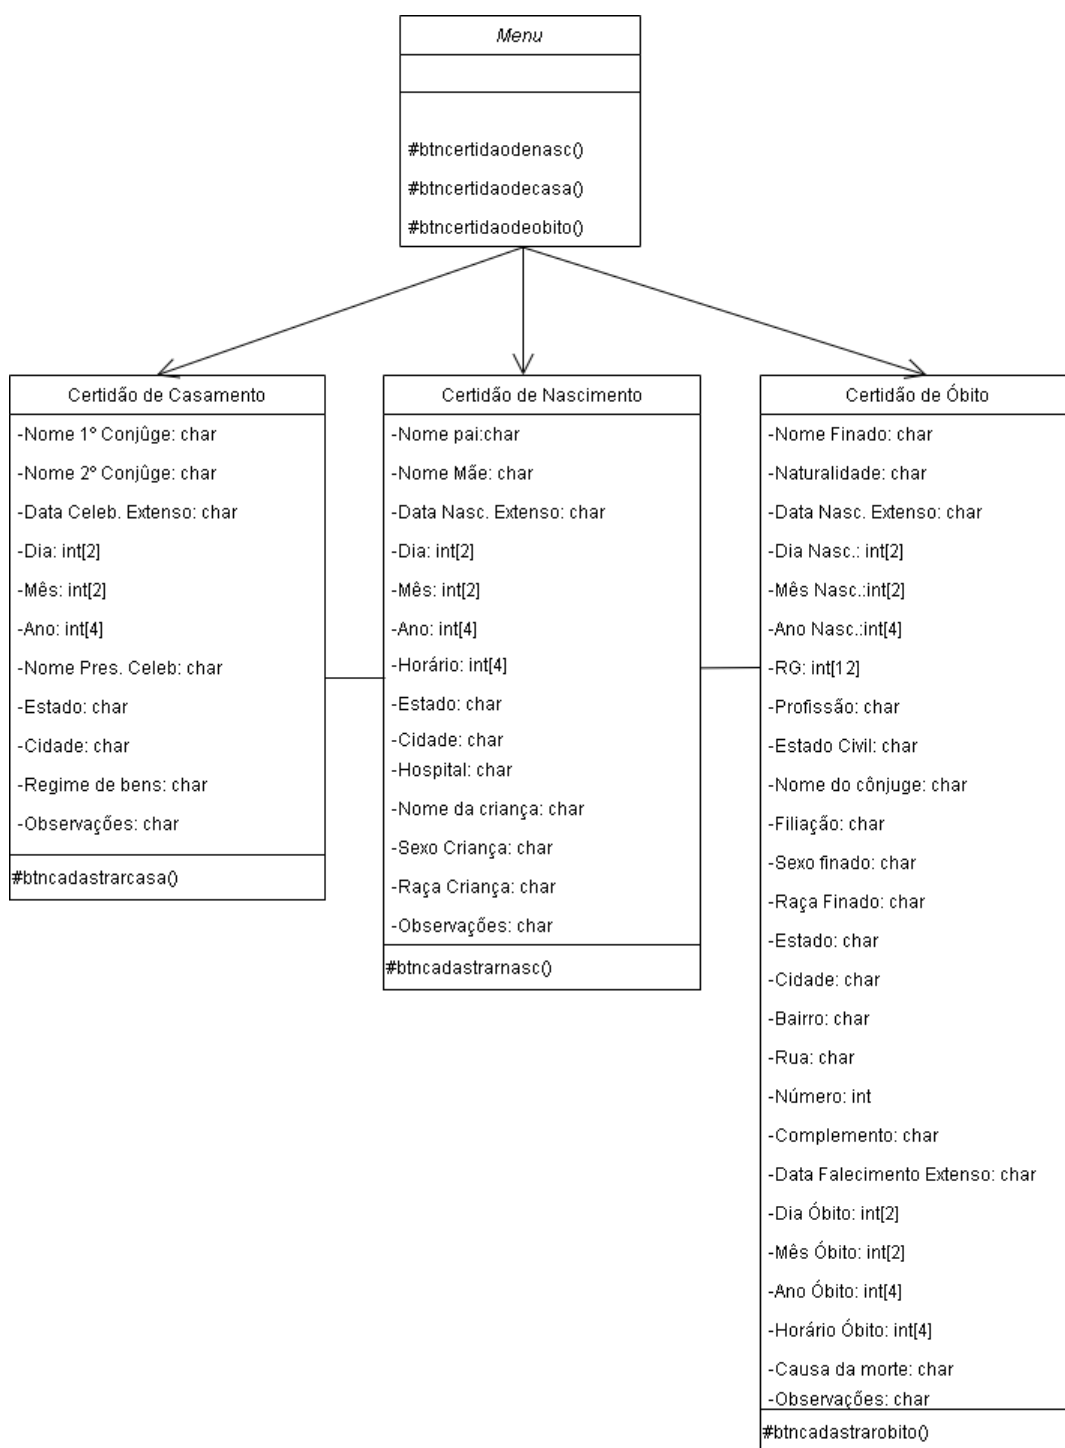 Menu
#btncertidaodenasc()
#btncertidaodecasa()
#btncertidaodeobito()
Certidão de Casamento
-Nome 1º Conjûge: char
-Nome 2º Conjûge: char
-Data Celeb. Extenso: char
-Dia: int[2]
-Mês: int[2]
-Ano: int[4]
-Nome Pres. Celeb: char
-Estado: char
-Cidade: char
-Regime de bens: char
-Observações: char
#btncadastrarcasa()
Certidão de Nascimento
-Nome pai:char
-Nome Mãe: char
-Data Nasc. Extenso: char
-Dia: int[2]
-Mês: int[2]
-Ano: int[4]
-Horário: int[4]
-Estado: char
-Cidade: char
-Hospital: char
-Nome da criança: char
-Sexo Criança: char
-Raça Criança: char
-Observações: char
#btncadastrarnasc()
Certidão de Óbito
-Nome Finado: char
-Naturalidade: char
-Data Nasc. Extenso: char
-Dia Nasc.: int[2]
-Mês Nasc.:int[2]
-Ano Nasc.:int[4]
-RG: int[12]
-Profissão: char
-Estado Civil: char
-Nome do cônjuge: char
-Filiação: char
-Sexo finado: char
-Raça Finado: char
-Estado: char
-Cidade: char
-Bairro: char
-Rua: char
-Número: int
-Complemento: char
-Data Falecimento Extenso: char
-Dia Óbito: int[2]
-Mês Óbito: int[2]
-Ano Óbito: int[4]
-Horário Óbito: int[4]
-Causa da morte: char
-Observações: char
#btncadastrarobito()